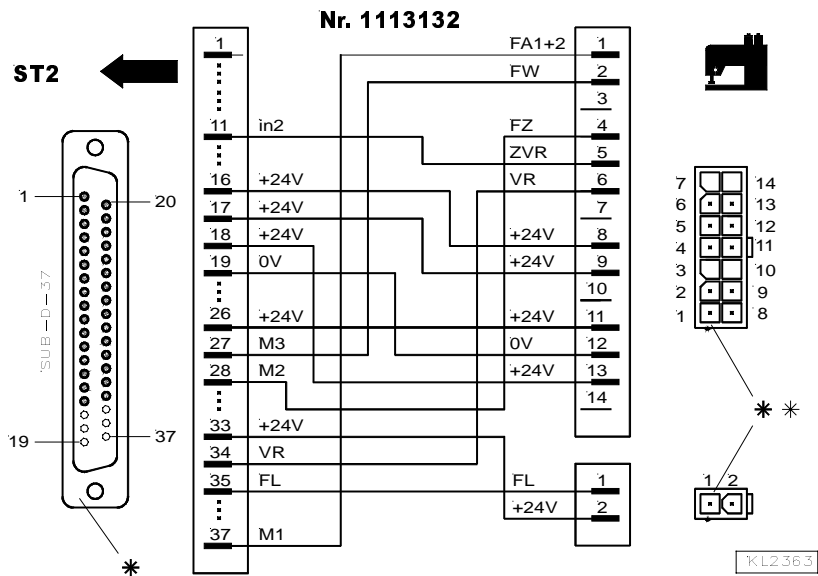 Nr. 1113132
ST2
1 FA1+2 1
FW 2
3
11 in2 FZ 4
ZVR 5
16 +24V VR 6
17 +24V 7
18 +24V +24V 8
19 0V +24V 9
10
26 +24V +24V 11
27 M3 0V 12
28 M2 +24V 13
14
33 +24V
34 VR
35 FL FL 1
+24V 2
37 M1
1 20
SUB-D-37
19 37
*
7 14
6 13
5 12
4 11
3 10
2 9
1 8
* *
1 2
KL2363